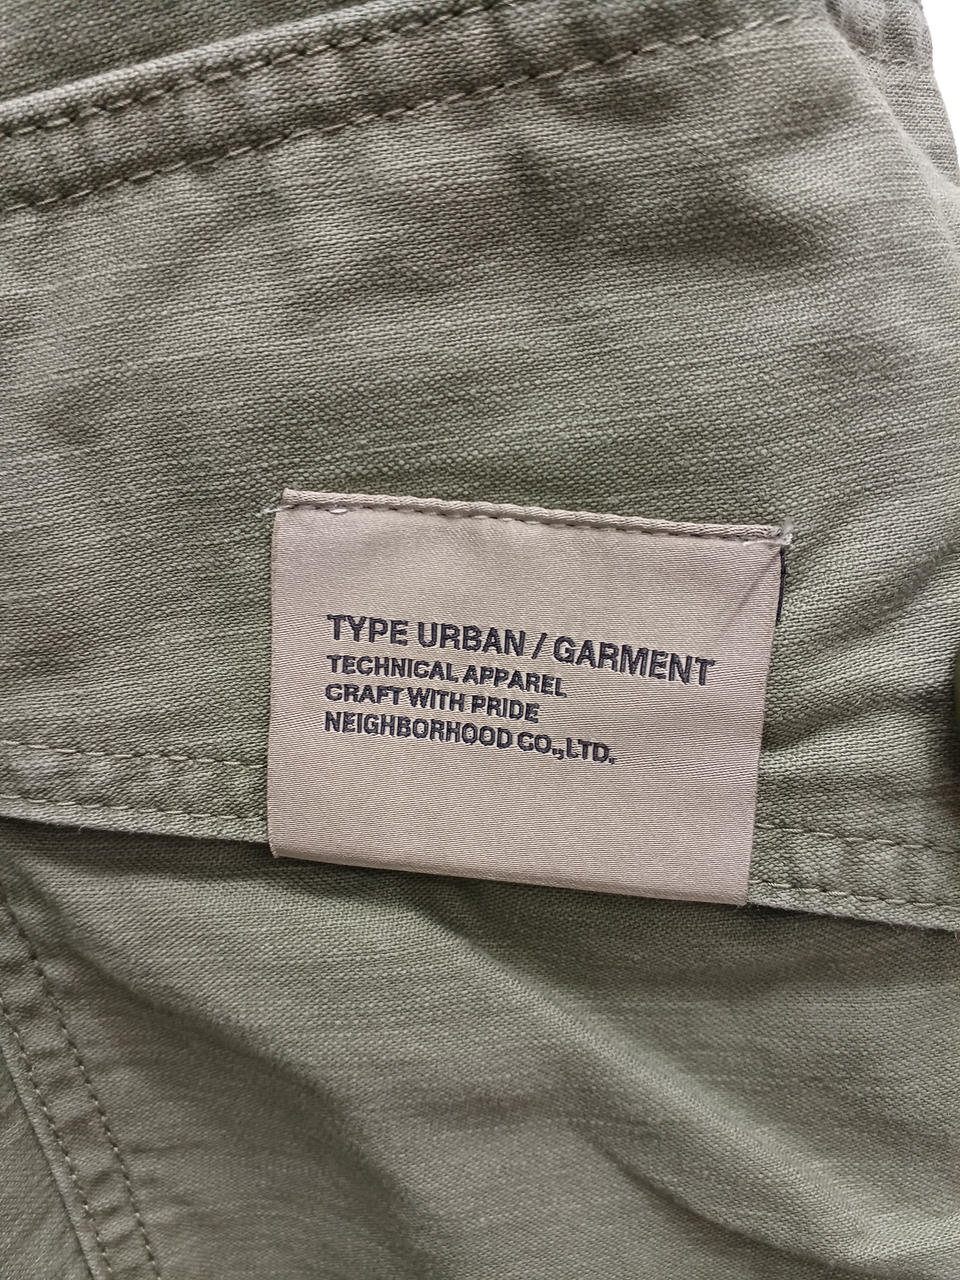 TYPE URBAN / GARMENT
TECHNICAL APPAREL
CRAFT WITH PRIDE
NEIGHBORHOOD CO.,LTD.